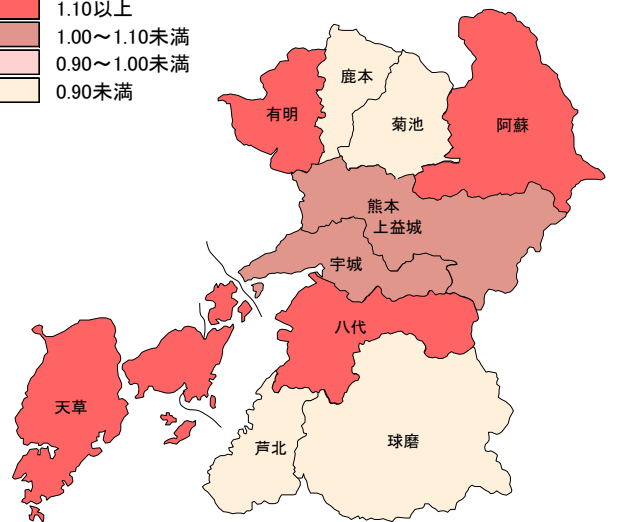 1.10以上
1.00～1.10未満
0.90～1.00未満
0.90未満
鹿本
有明
菊池
阿蘇
熊本
上益城
宇城
八代
天草
芦北
球磨